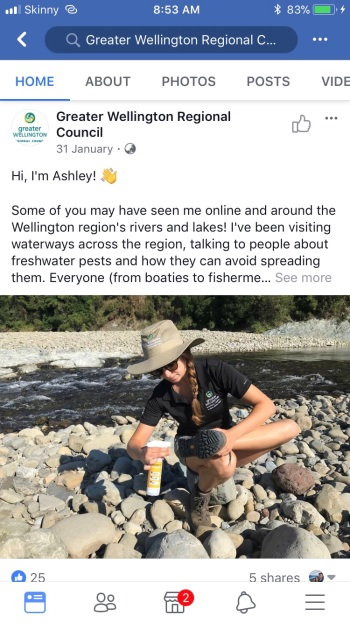 Skinny 8:53 AM 83%
Greater Wellington Regional C...
HOME ABOUT PHOTOS POSTS VIDE
greater
WELLINGTON
REGIONAL COUNCIL
Greater Wellington Regional
Council
31 January ·
Hi, I'm Ashley!
Some of you may have seen me online and around the
Wellington region's rivers and lakes! I've been visiting
waterways across the region, talking to people about
freshwater pests and how they can avoid spreading
them. Everyone (from boaties to fisherme... See more
25 5 shares
2